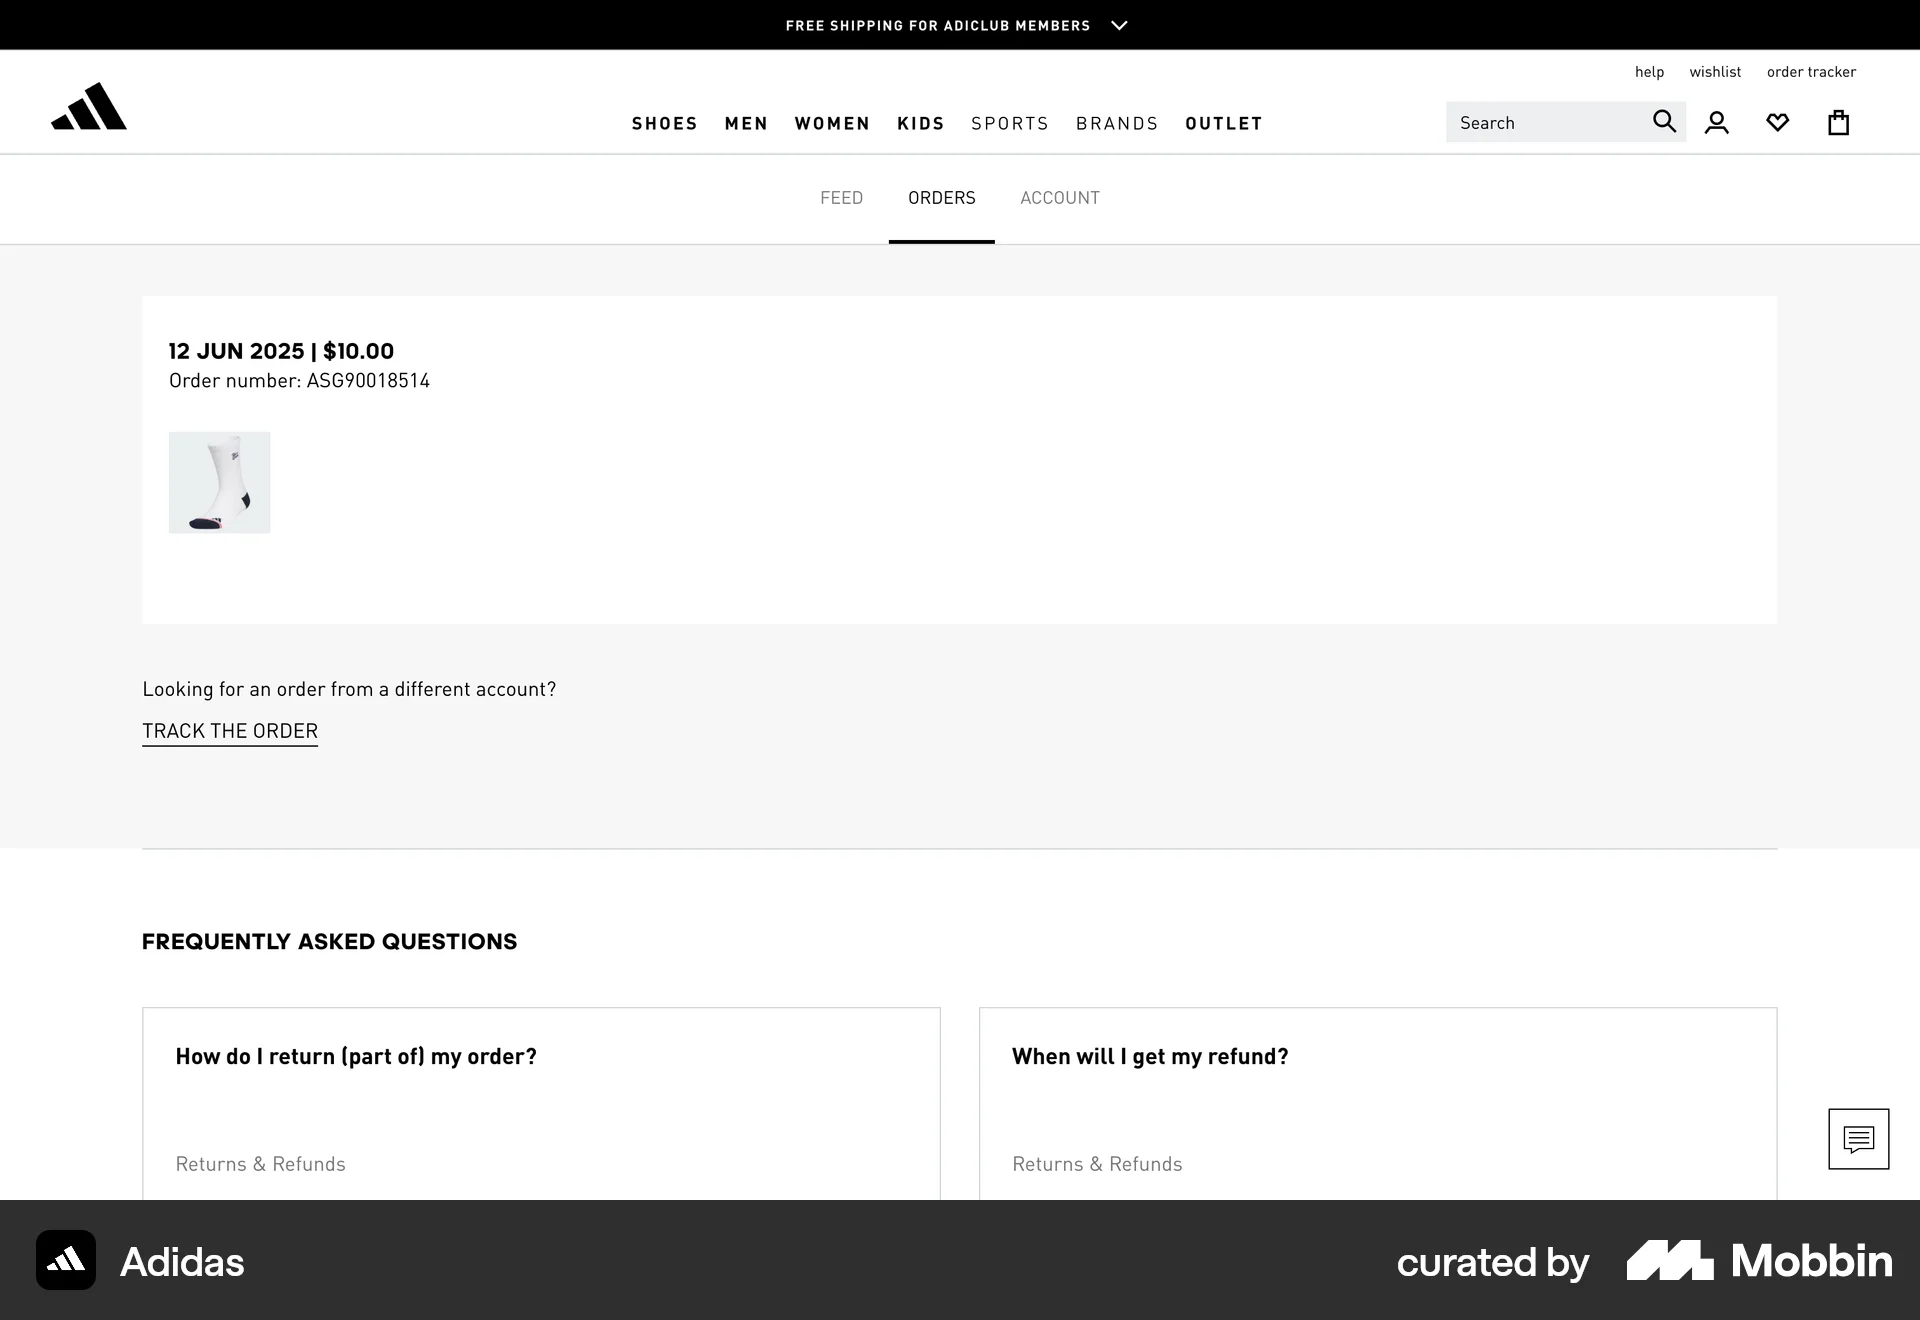 FREE SHIPPING FOR ADICLUB MEMBERS
help wishlist order tracker
SHOES MEN WOMEN KIDS SPORTS BRANDS OUTLET
Search
FEED ORDERS ACCOUNT
12 JUN 2025 | $10.00
Order number: ASG90018514
Looking for an order from a different account?
TRACK THE ORDER
FREQUENTLY ASKED QUESTIONS
How do I return (part of) my order?
Returns & Refunds
When will I get my refund?
Returns & Refunds
Adidas
curated by Mobbin